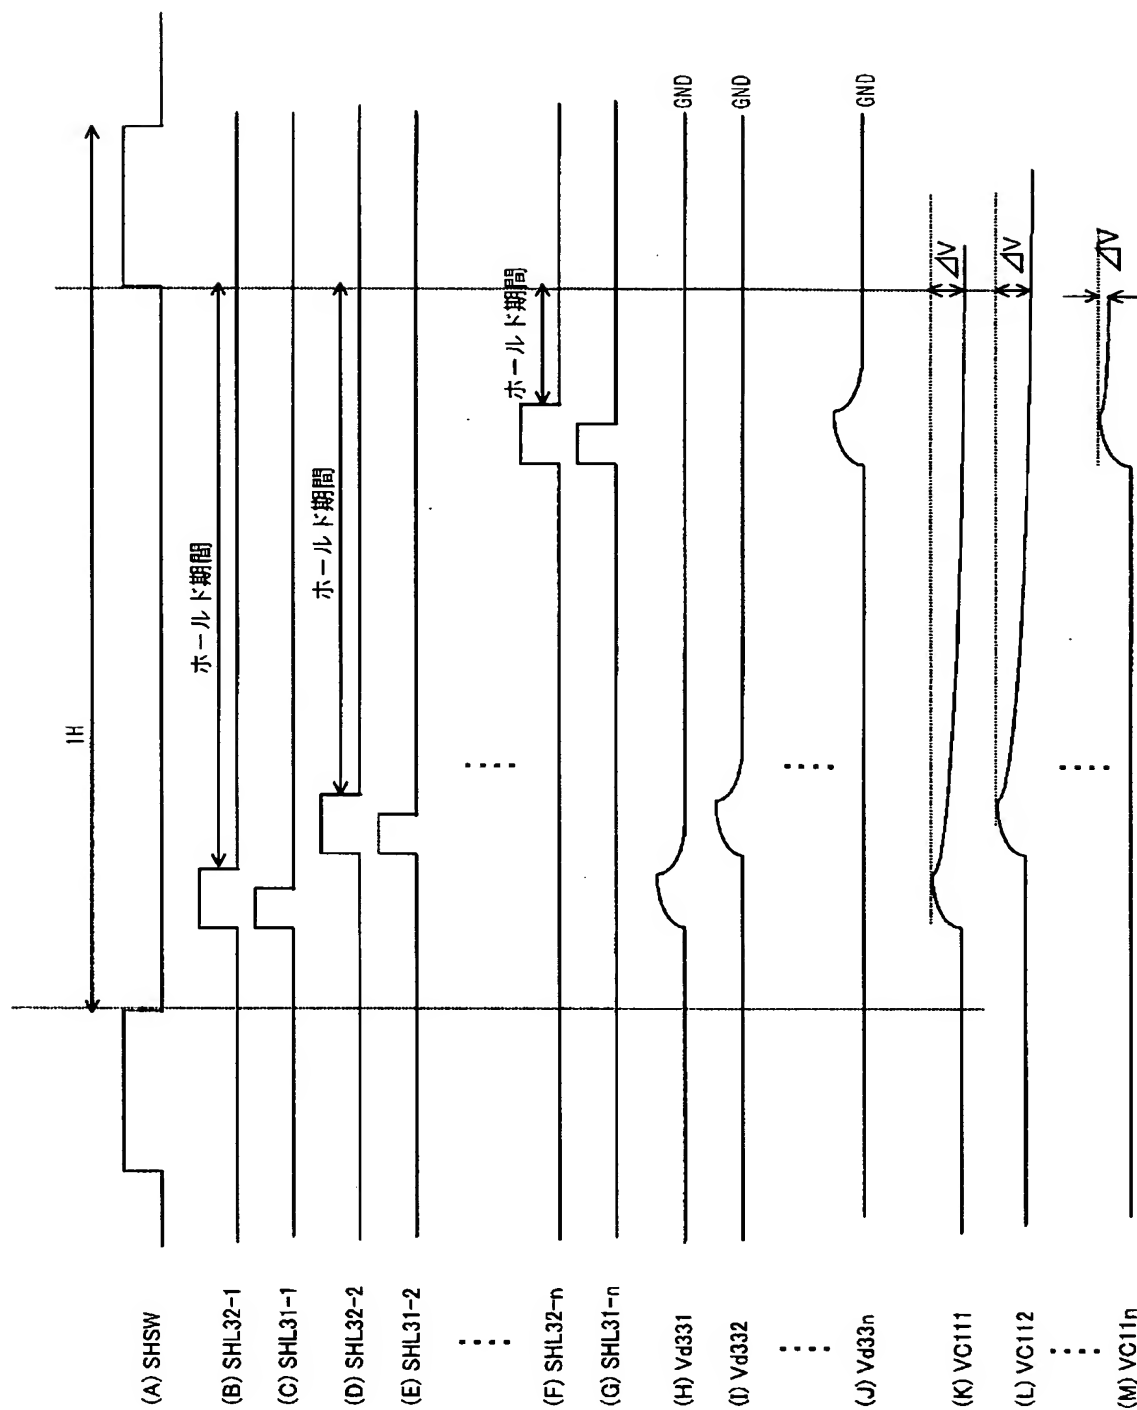 1H
(A) SHSW
ホールド期間
(B) SHL32-1
(C) SHL31-1
ホールド期間
(D) SHL32-2
(E) SHL31-2
ホールド期間
(F) SHL32-n
(G) SHL31-n
(H) Vd331
GND
(I) Vd332
GND
(J) Vd33n
GND
(K) VC111
ΔV
(L) VC112
ΔV
(M) VC11n
ΔV